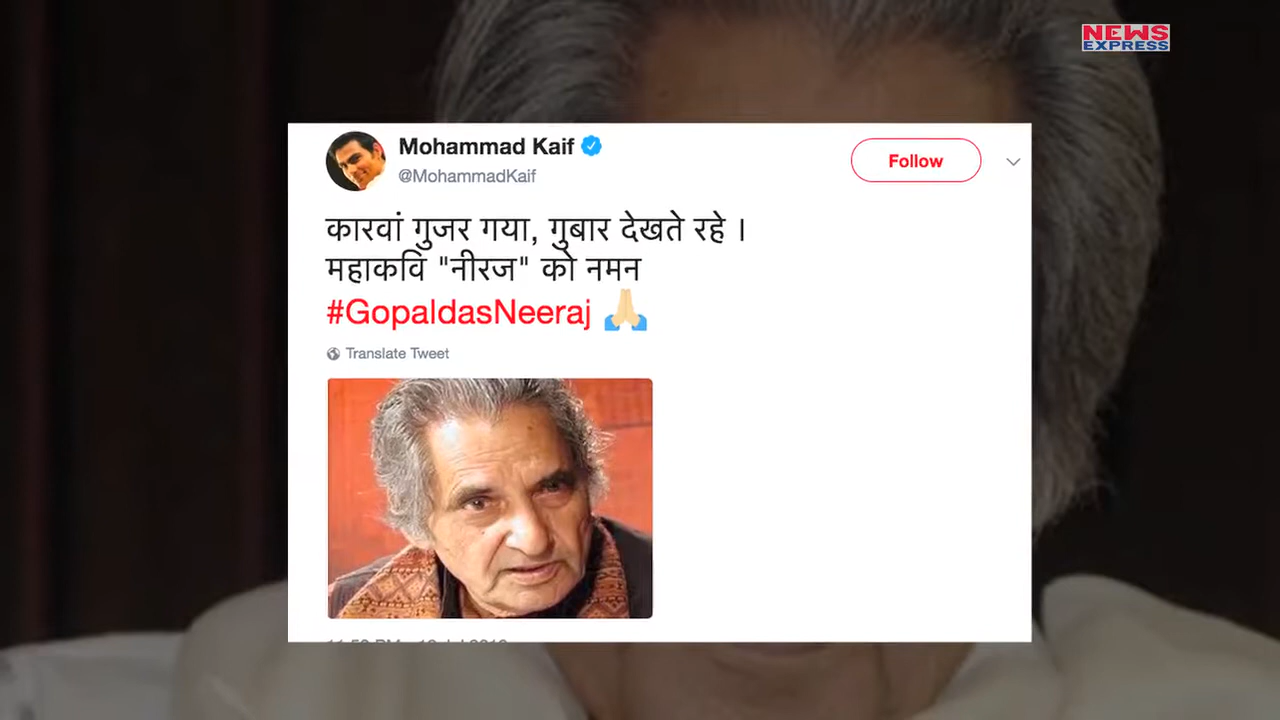 NEWS
EXPRESS
Mohammad Kaif
@MohammadKaif
Follow
कारवां गुजर गया, गुबार देखते रहे ।
महाकवि "नीरज" को नमन
#GopaldasNeeraj 🙏🏼
Translate Tweet